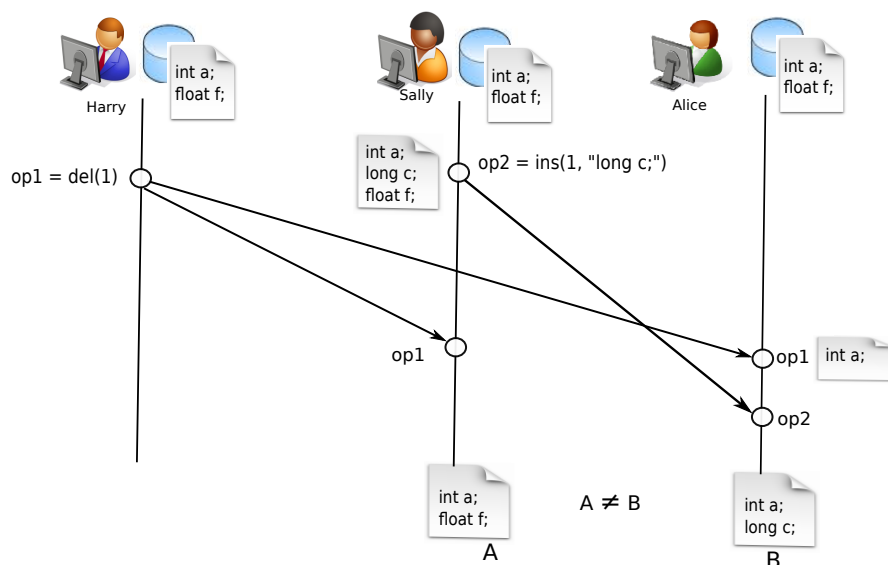 int a;
float f;
Harry
int a;
float f;
Sally
int a;
float f;
Alice
op1 = del(1)
int a;
long c;
float f;
op2 = ins(1, "long c;")
op1
op1
int a;
op2
int a;
float f;
A
A ≠ B
int a;
long c;
B